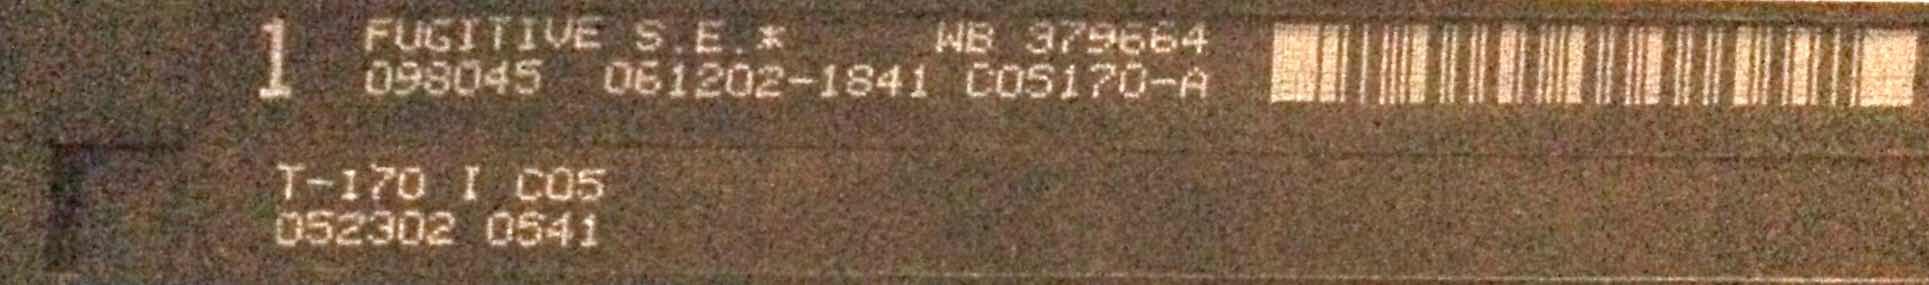 1 FUGITIVE S.E.* WB 379664
098045 061202-1841 C05170-A
T-170 I C05
052302 0541